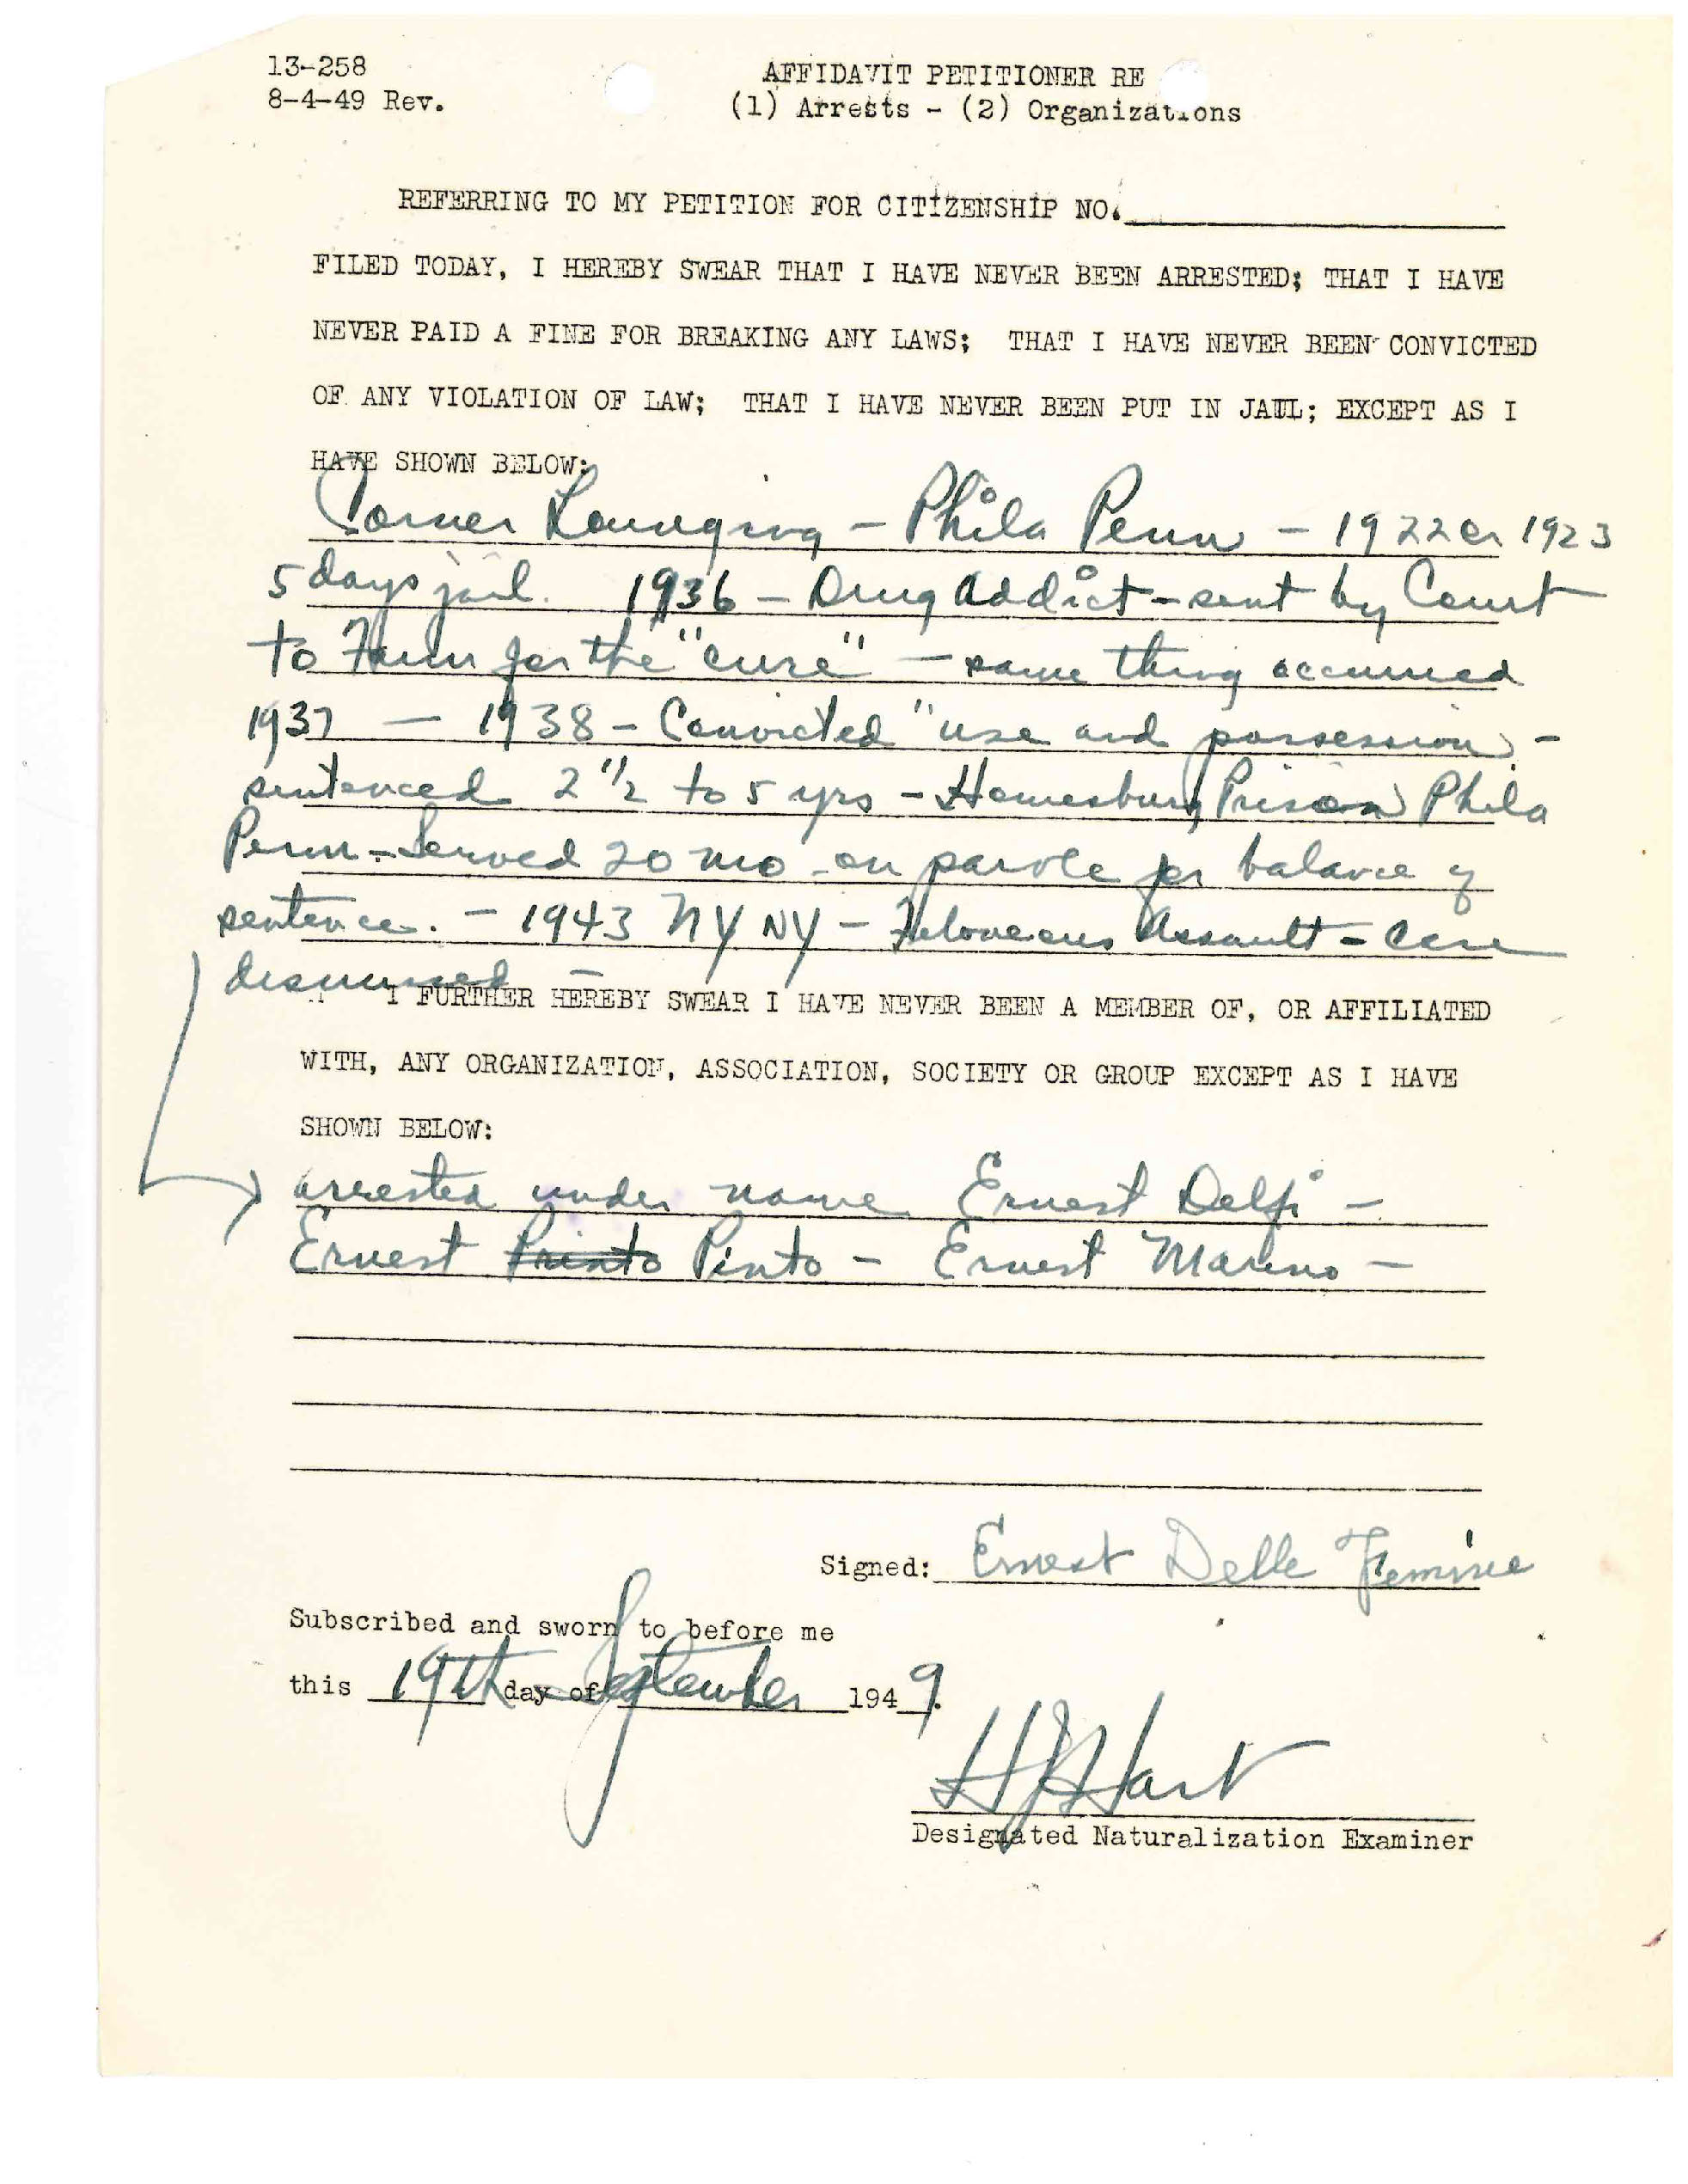 13-258
8-4-49 Rev.
AFFIDAVIT PETITIONER RE
(1) Arrests - (2) Organizations
REFERRING TO MY PETITION FOR CITIZENSHIP NO.
FILED TODAY, I HEREBY SWEAR THAT I HAVE NEVER BEEN ARRESTED; THAT I HAVE
NEVER PAID A FINE FOR BREAKING ANY LAWS; THAT I HAVE NEVER BEEN CONVICTED
OF ANY VIOLATION OF LAW; THAT I HAVE NEVER BEEN PUT IN JAIL; EXCEPT AS I
HAVE SHOWN BELOW:
Corner Loungsing - Phila Penn - 1922 or 1923
5 days jail. 1936 - Drug Addict - sent by Court
to Farm for the "cure" - same thing occurred
1937 - 1938 - Convicted "use and possession -
sentenced 2 1/2 to 5 yrs - Homesburg Prison Phila
Penn - Served 20 mo - on parole for balance of
sentence. - 1943 NY NY - Feloneous Assault - Case
dismissed -
I FURTHER HEREBY SWEAR I HAVE NEVER BEEN A MEMBER OF, OR AFFILIATED
WITH, ANY ORGANIZATION, ASSOCIATION, SOCIETY OR GROUP EXCEPT AS I HAVE
SHOWN BELOW:
arrested under name Ernest Delfi -
Ernest Printo Pinto - Ernest Marino -
Signed: Ernest Delle Femine
Subscribed and sworn to before me
this 19th day of September 1949.
H J Hart
Designated Naturalization Examiner